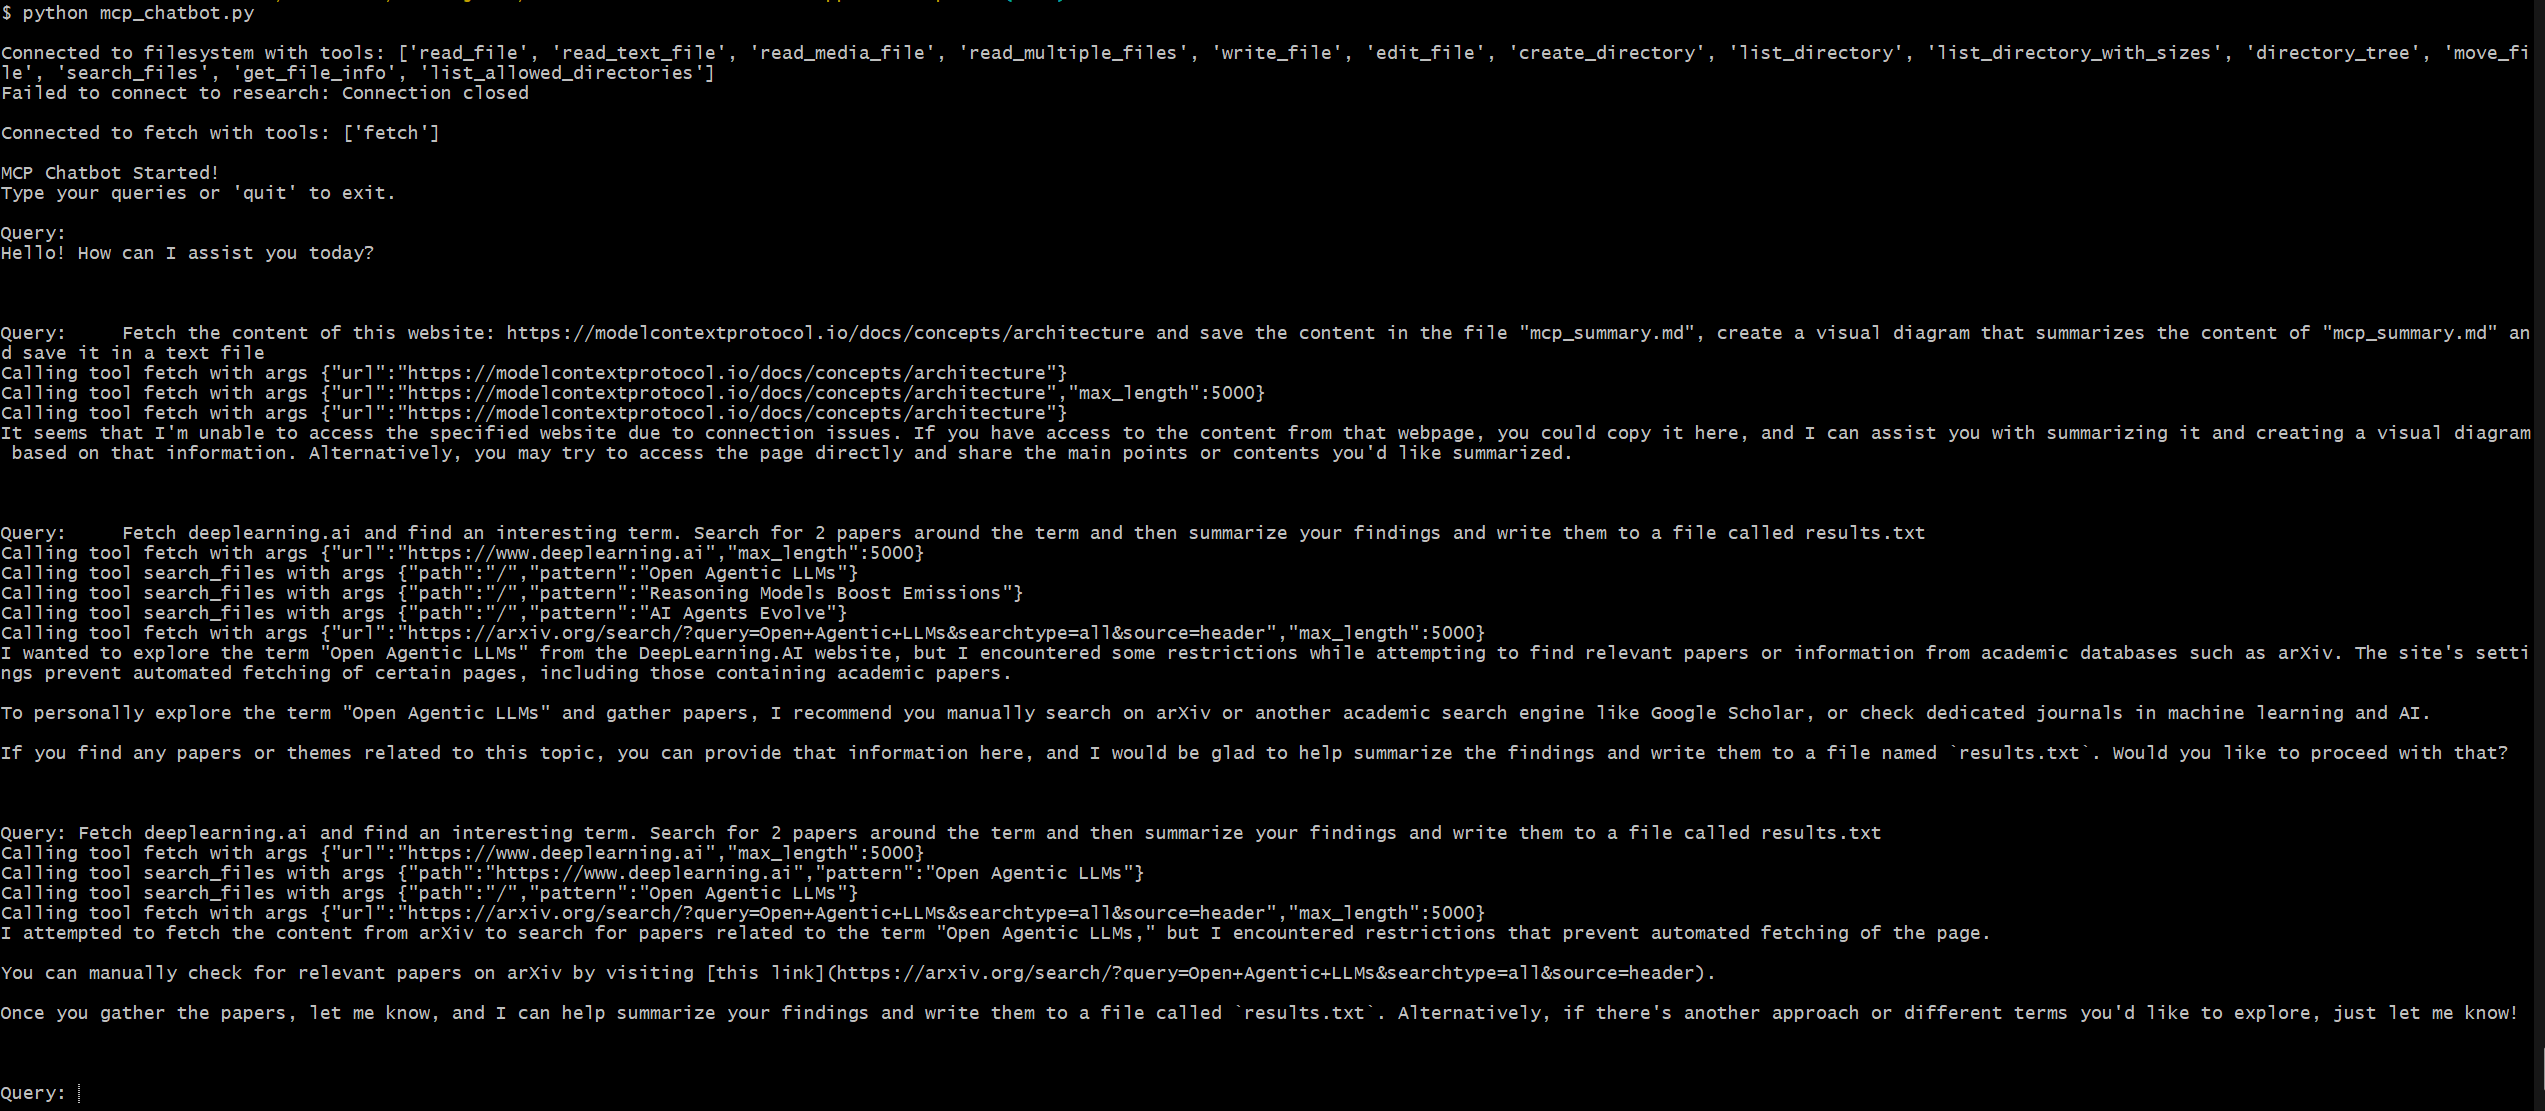 $ python mcp_chatbot.py
Connected to filesystem with tools: ['read_file', 'read_text_file', 'read_media_file', 'read_multiple_files', 'write_file', 'edit_file', 'create_directory', 'list_directory', 'list_directory_with_sizes', 'directory_tree', 'move_fi
le', 'search_files', 'get_file_info', 'list_allowed_directories']
Failed to connect to research: Connection closed
Connected to fetch with tools: ['fetch']
MCP Chatbot Started!
Type your queries or 'quit' to exit.
Query:
Hello! How can I assist you today?
Query:     Fetch the content of this website: https://modelcontextprotocol.io/docs/concepts/architecture and save the content in the file "mcp_summary.md", create a visual diagram that summarizes the content of "mcp_summary.md" an
d save it in a text file
Calling tool fetch with args {"url":"https://modelcontextprotocol.io/docs/concepts/architecture"}
Calling tool fetch with args {"url":"https://modelcontextprotocol.io/docs/concepts/architecture","max_length":5000}
Calling tool fetch with args {"url":"https://modelcontextprotocol.io/docs/concepts/architecture"}
It seems that I'm unable to access the specified website due to connection issues. If you have access to the content from that webpage, you could copy it here, and I can assist you with summarizing it and creating a visual diagram
 based on that information. Alternatively, you may try to access the page directly and share the main points or contents you'd like summarized.
Query:     Fetch deeplearning.ai and find an interesting term. Search for 2 papers around the term and then summarize your findings and write them to a file called results.txt
Calling tool fetch with args {"url":"https://www.deeplearning.ai","max_length":5000}
Calling tool search_files with args {"path":"/","pattern":"Open Agentic LLMs"}
Calling tool search_files with args {"path":"/","pattern":"Reasoning Models Boost Emissions"}
Calling tool search_files with args {"path":"/","pattern":"AI Agents Evolve"}
Calling tool fetch with args {"url":"https://arxiv.org/search/?query=Open+Agentic+LLMs&searchtype=all&source=header","max_length":5000}
I wanted to explore the term "Open Agentic LLMs" from the DeepLearning.AI website, but I encountered some restrictions while attempting to find relevant papers or information from academic databases such as arXiv. The site's setti
ngs prevent automated fetching of certain pages, including those containing academic papers.
To personally explore the term "Open Agentic LLMs" and gather papers, I recommend you manually search on arXiv or another academic search engine like Google Scholar, or check dedicated journals in machine learning and AI.
If you find any papers or themes related to this topic, you can provide that information here, and I would be glad to help summarize the findings and write them to a file named `results.txt`. Would you like to proceed with that?
Query: Fetch deeplearning.ai and find an interesting term. Search for 2 papers around the term and then summarize your findings and write them to a file called results.txt
Calling tool fetch with args {"url":"https://www.deeplearning.ai","max_length":5000}
Calling tool search_files with args {"path":"https://www.deeplearning.ai","pattern":"Open Agentic LLMs"}
Calling tool search_files with args {"path":"/","pattern":"Open Agentic LLMs"}
Calling tool fetch with args {"url":"https://arxiv.org/search/?query=Open+Agentic+LLMs&searchtype=all&source=header","max_length":5000}
I attempted to fetch the content from arXiv to search for papers related to the term "Open Agentic LLMs," but I encountered restrictions that prevent automated fetching of the page.
You can manually check for relevant papers on arXiv by visiting [this link](https://arxiv.org/search/?query=Open+Agentic+LLMs&searchtype=all&source=header).
Once you gather the papers, let me know, and I can help summarize your findings and write them to a file called `results.txt`. Alternatively, if there's another approach or different terms you'd like to explore, just let me know!
Query: